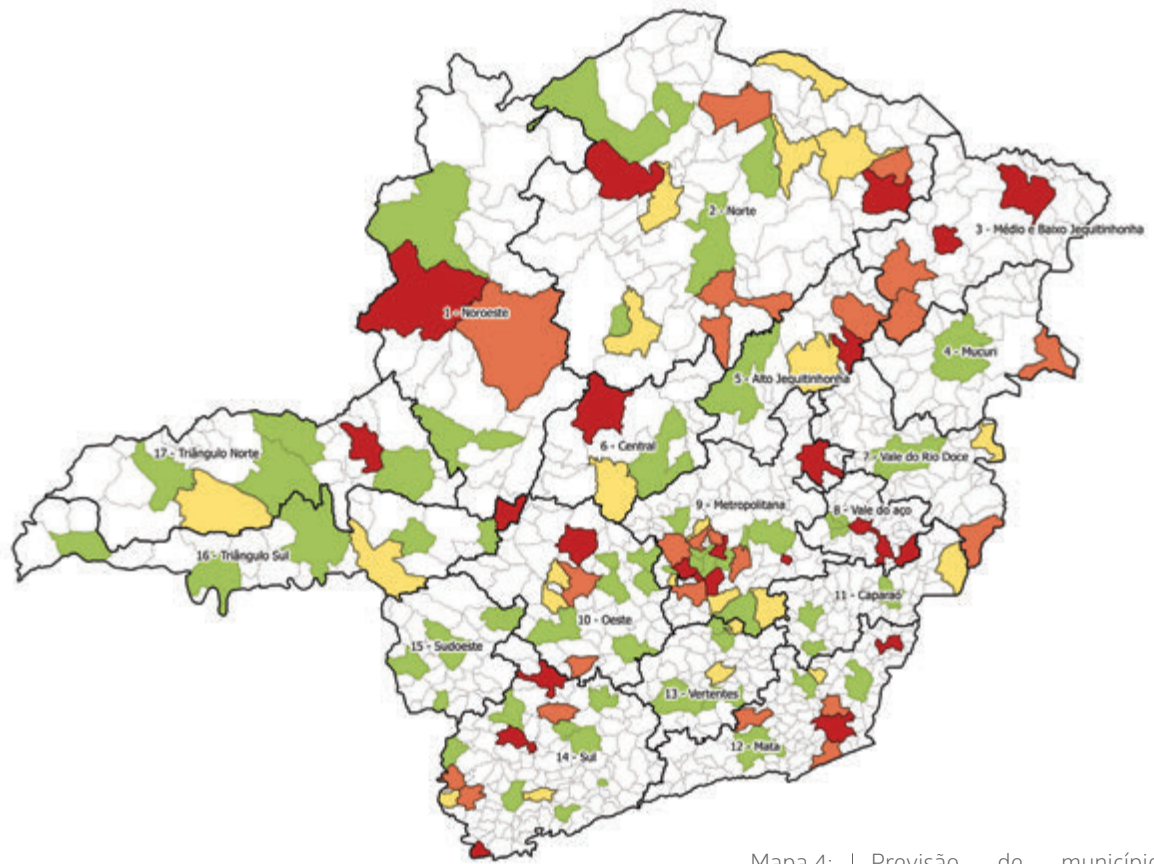 2 - Norte
3 - Médio e Baixo Jequitinhonha
1 - Noroeste
4 - Mucuri
5 - Alto Jequitinhonha
6 - Central
17 - Triângulo Norte
7 - Vale do Rio Doce
9 - Metropolitana
8 - Vale do aço
16 - Triângulo Sul
11 - Caparaó
10 - Oeste
15 - Sudoeste
13 - Vertentes
12 - Mata
14 - Sul
Mapa 4: | Provisão de município